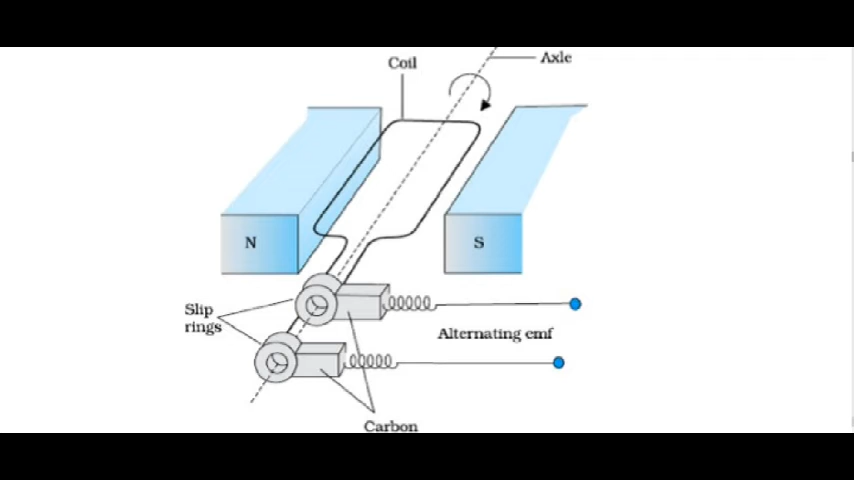 Axle
Coil
N
S
Slip
rings
Alternating emf
Carbon